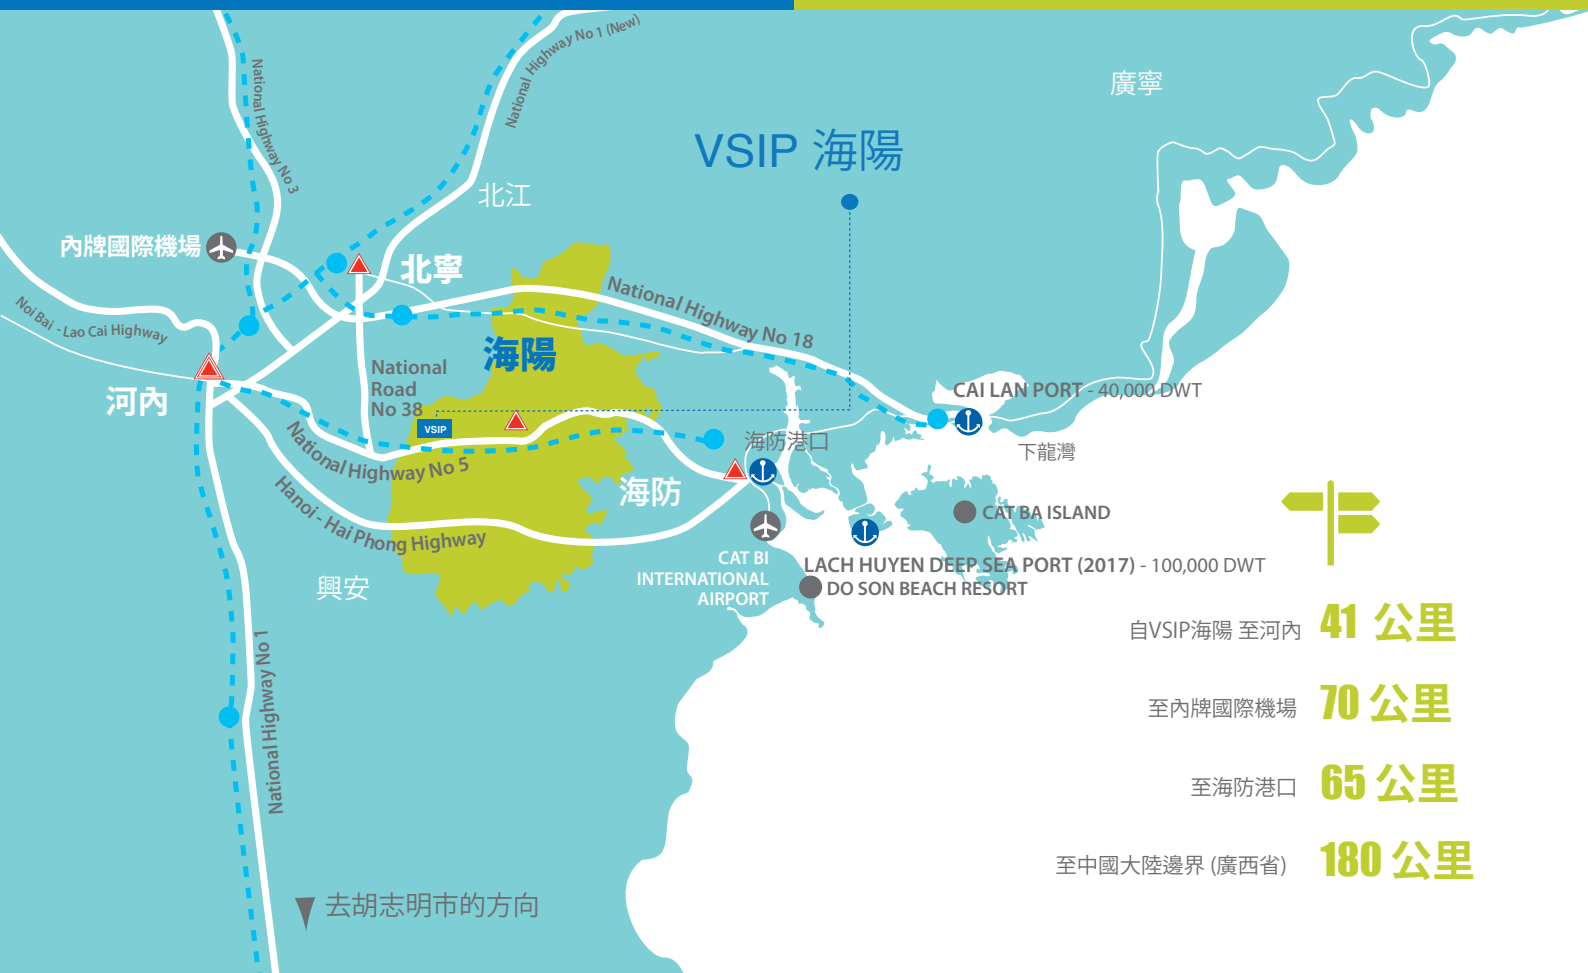 National Highway No 1 (New)
廣寧
National Highway No 3
VSIP 海陽
北江
內牌國際機場
北寧
National Highway No 18
Noi Bai - Lao Cai Highway
海陽
National
Road
No 38
河內
CAI LAN PORT - 40,000 DWT
VSIP
National Highway No 5
海防港口
下龍灣
海防
Hanoi - Hai Phong Highway
CAT BA ISLAND
CAT BI
INTERNATIONAL
AIRPORT
LACH HUYEN DEEP SEA PORT (2017) - 100,000 DWT
DO SON BEACH RESORT
興安
National Highway No 1
自VSIP海陽 至河內 41 公里
至內牌國際機場 70 公里
至海防港口 65 公里
至中國大陸邊界 (廣西省) 180 公里
去胡志明市的方向